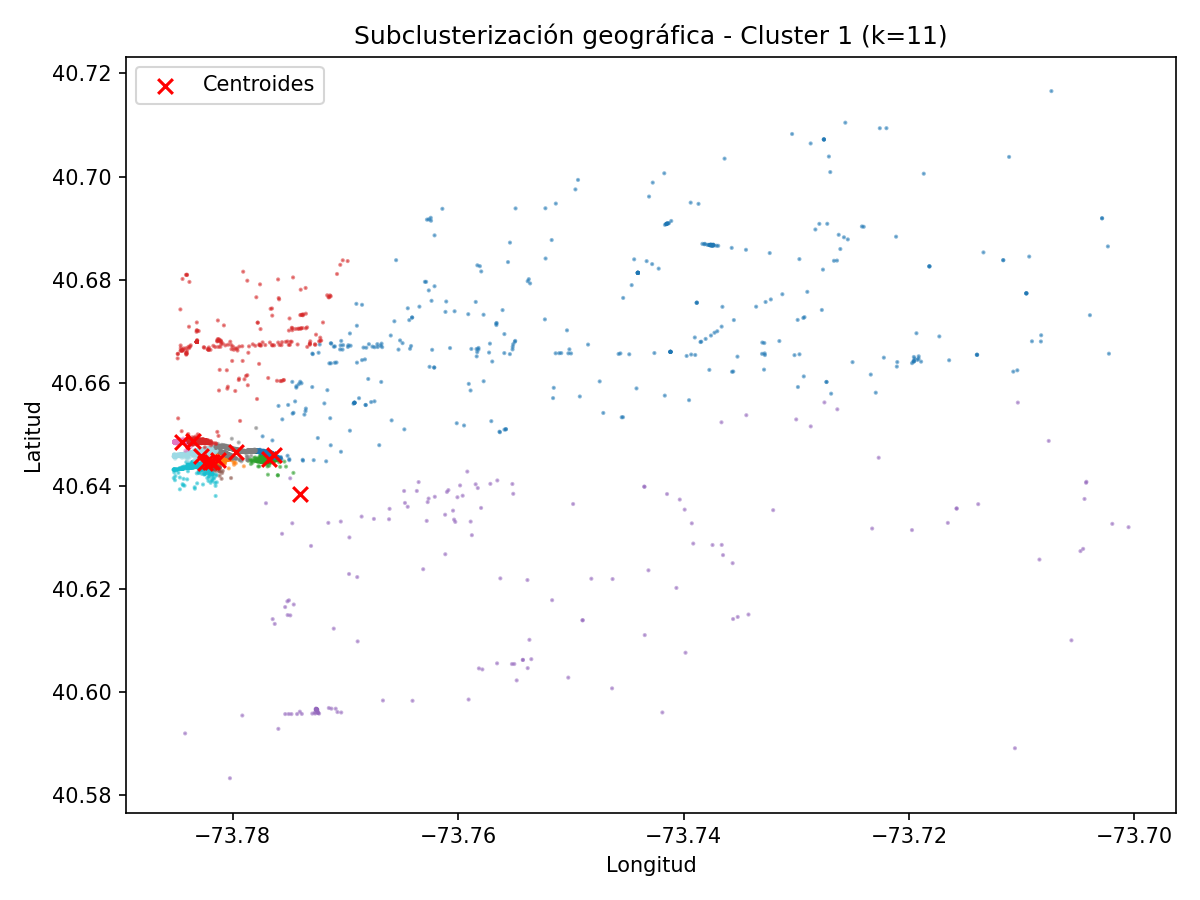 Subclusterización geográfica - Cluster 1 (k=11)
Centroides
40.72
40.70
40.68
40.66
40.64
40.62
40.60
40.58
Latitud
−73.78 −73.76 −73.74 −73.72 −73.70
Longitud